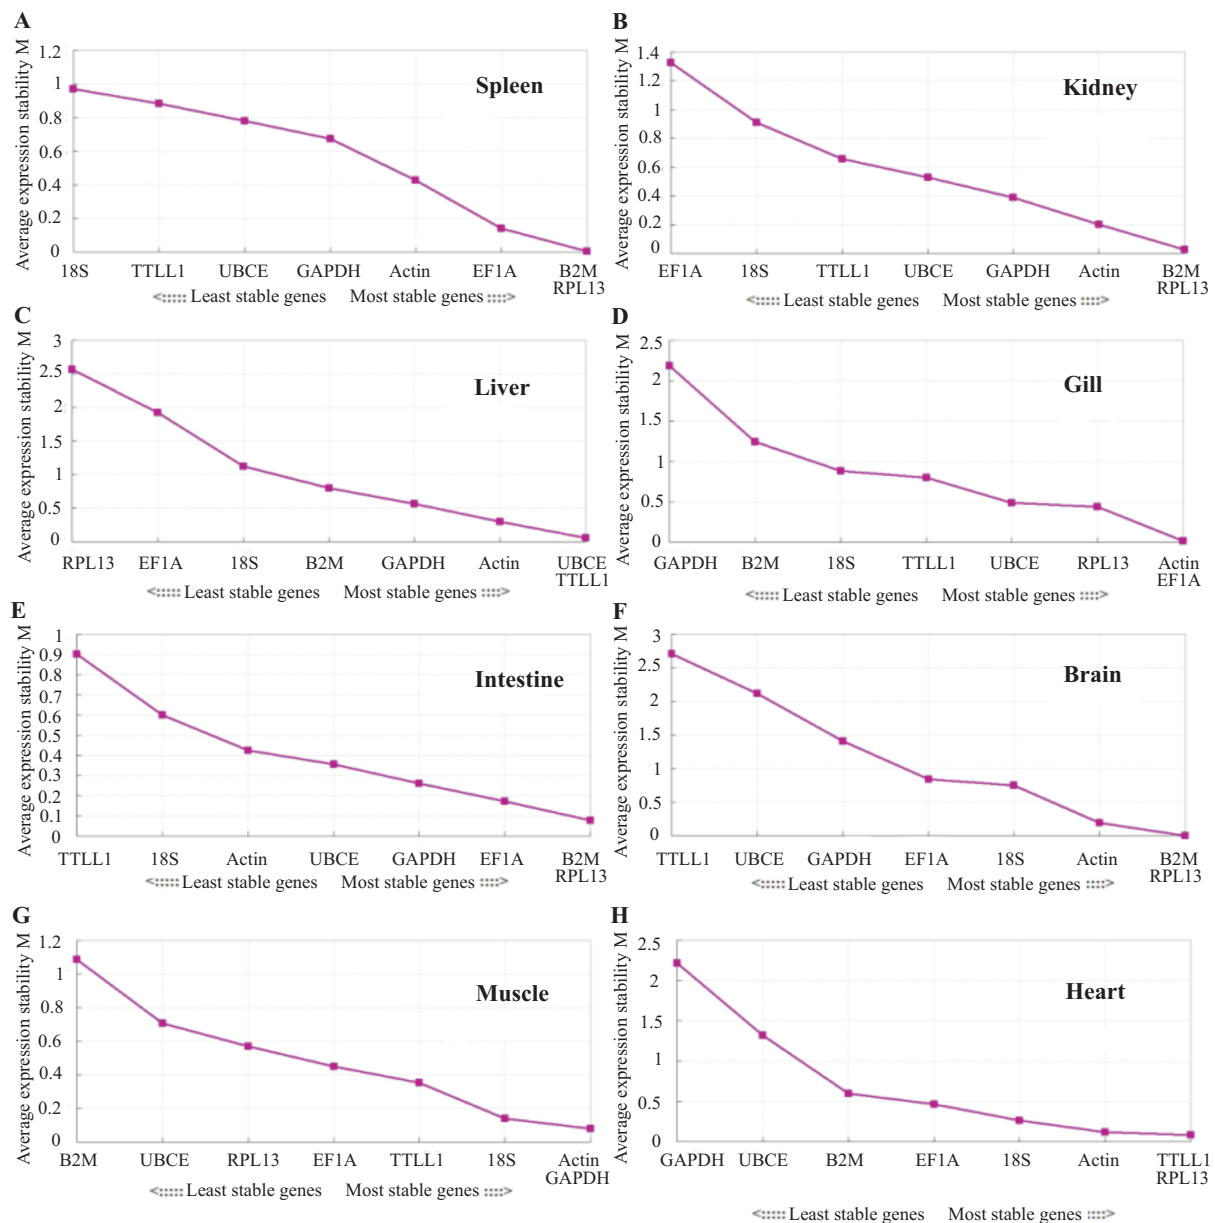 A
Average expression stability M
1.2
1
0.8
0.6
0.4
0.2
0
Spleen
18S TTLL1 UBCE GAPDH Actin EF1A B2M
RPL13
<::::: Least stable genes Most stable genes ::::>
B
Average expression stability M
1.4
1.2
1
0.8
0.6
0.4
0.2
0
Kidney
EF1A 18S TTLL1 UBCE GAPDH Actin B2M
RPL13
<::::: Least stable genes Most stable genes ::::>
C
Average expression stability M
3
2.5
2
1.5
1
0.5
0
Liver
RPL13 EF1A 18S B2M GAPDH Actin UBCE
TTLL1
<::::: Least stable genes Most stable genes ::::>
D
Average expression stability M
2.5
2
1.5
1
0.5
0
Gill
GAPDH B2M 18S TTLL1 UBCE RPL13 Actin
EF1A
<::::: Least stable genes Most stable genes ::::>
E
Average expression stability M
1
0.9
0.8
0.7
0.6
0.5
0.4
0.3
0.2
0.1
0
Intestine
TTLL1 18S Actin UBCE GAPDH EF1A B2M
RPL13
<::::: Least stable genes Most stable genes ::::>
F
Average expression stability M
3
2.5
2
1.5
1
0.5
0
Brain
TTLL1 UBCE GAPDH EF1A 18S Actin B2M
RPL13
<::::: Least stable genes Most stable genes ::::>
G
Average expression stability M
1.2
1
0.8
0.6
0.4
0.2
0
Muscle
B2M UBCE RPL13 EF1A TTLL1 18S Actin
GAPDH
<::::: Least stable genes Most stable genes ::::>
H
Average expression stability M
2.5
2
1.5
1
0.5
0
Heart
GAPDH UBCE B2M EF1A 18S Actin TTLL1
RPL13
<::::: Least stable genes Most stable genes ::::>